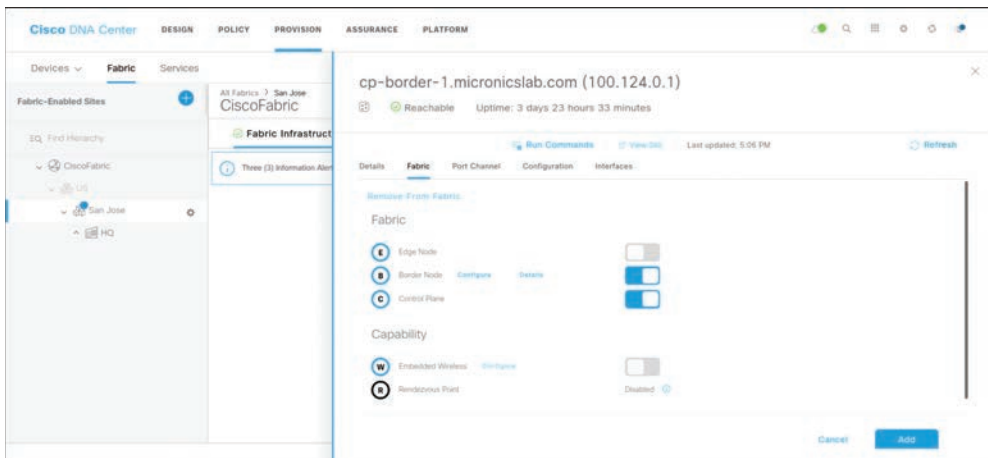 Cisco DNA Center DESIGN POLICY PROVISION ASSURANCE PLATFORM
Devices Fabric Services
Fabric-Enabled Sites
EQ Find Hierarchy
CiscoFabric
US
San Jose
HQ
All Fabrics > San Jose
CiscoFabric
Fabric Infrastruct
Three (3) Information Aler
cp-border-1.micronicslab.com (100.124.0.1)
Reachable Uptime: 3 days 23 hours 33 minutes
Run Commands View 360 Last updated: 5:06 PM Refresh
Details Fabric Port Channel Configuration Interfaces
Remove From Fabric
Fabric
E Edge Node
B Border Node Configure Details
C Control Plane
Capability
W Embedded Wireless Configure
R Rendezvous Point Disabled
Cancel Add